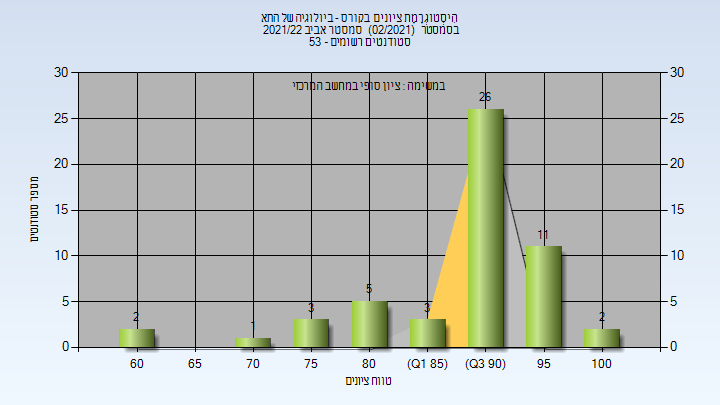 היסטוגרמת ציונים בקורס - ביולוגיה של התא
בסמסטר (02/2021) סמסטר אביב 2021/22
סטודנטים רשומים - 53
במשימה : ציון סופי במחשב המרכזי
30 30
25 25
20 20
15 15
10 10
5 5
0 0
מספר סטודנטים
2 1 3 5 3 26 11 2
60 65 70 75 80 (Q1 85) (Q3 90) 95 100
טווח ציונים